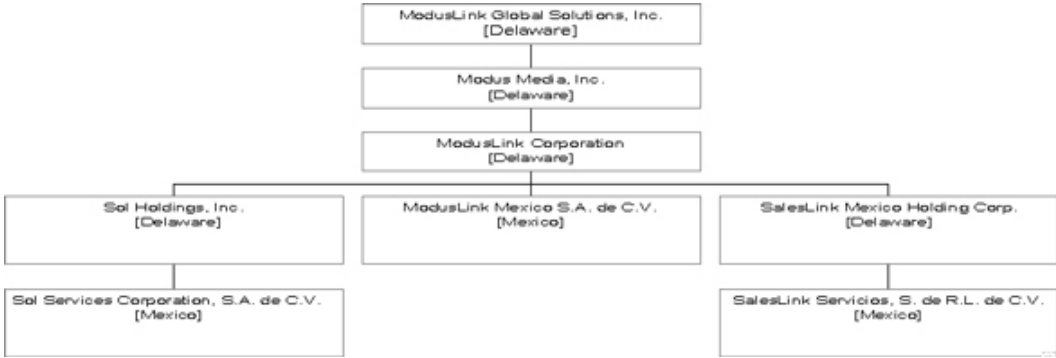 ModusLink Global Solutions, Inc.
[Delaware]
Modus Media, Inc.
[Delaware]
ModusLink Corporation
[Delaware]
Sol Holdings, Inc.
[Delaware]
ModusLink Mexico S.A. de C.V.
[Mexico]
SalesLink Mexico Holding Corp.
[Delaware]
Sol Services Corporation, S.A. de C.V.
[Mexico]
SalesLink Servicios, S. de R.L. de C.V.
[Mexico]